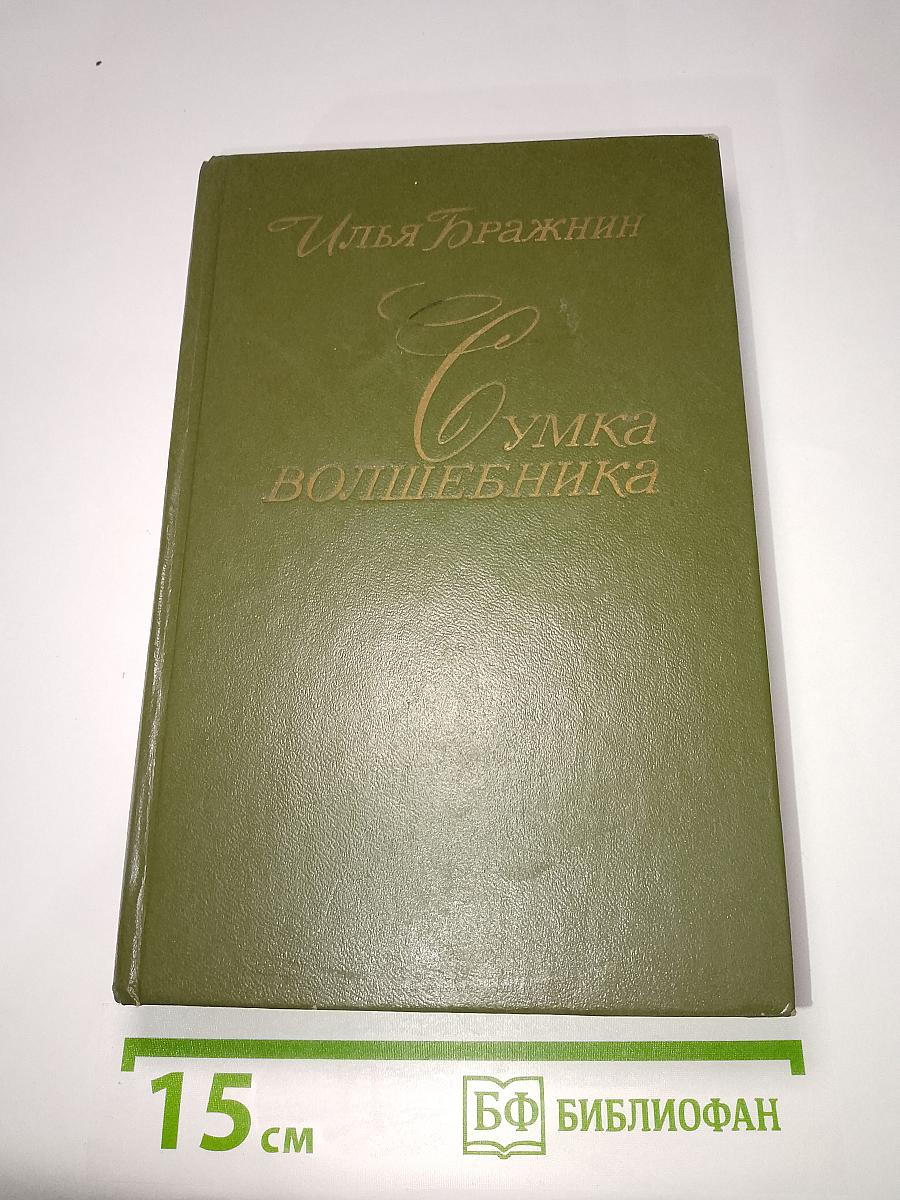 Илья Бражнин
Сумка
волшебника
15 см
БФ БИБЛИОФАН